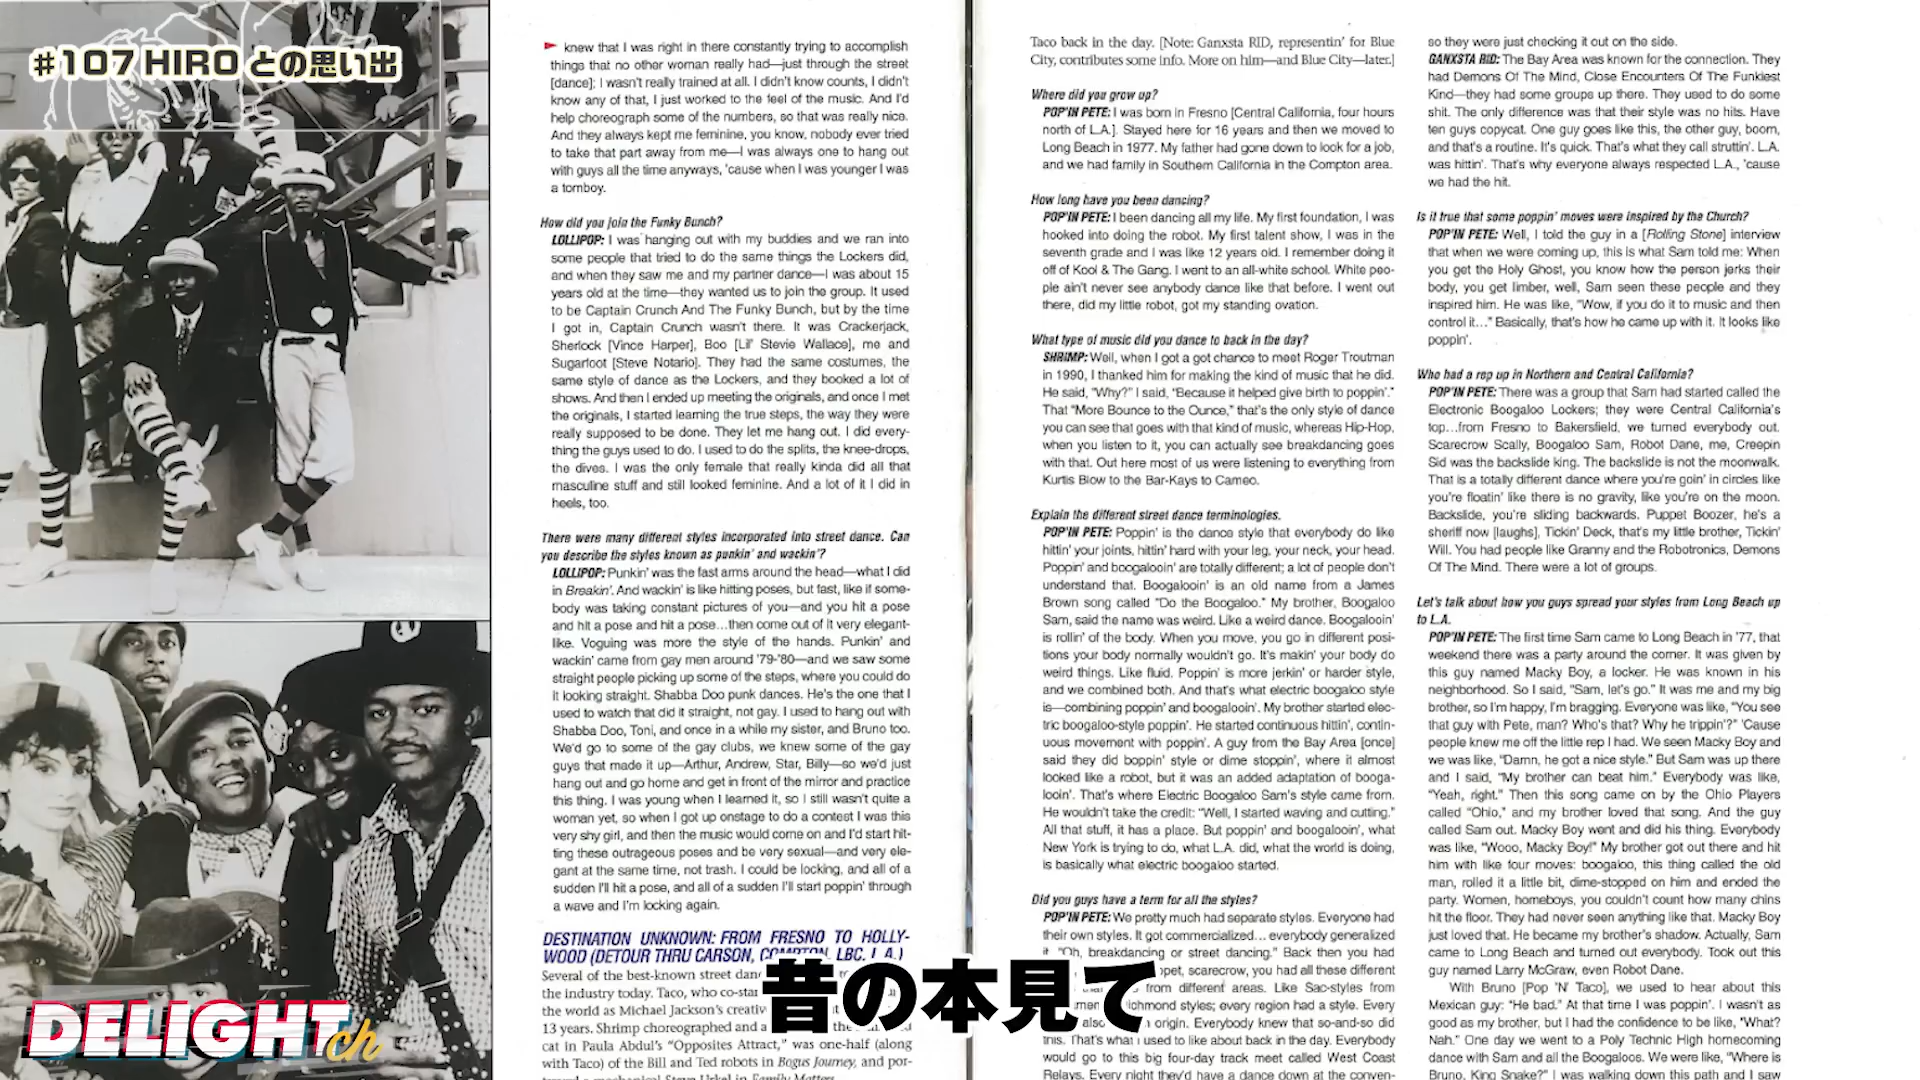 #107 HIROとの思い出
knew that I was right in there constantly trying to accomplish
things that no other woman really had—just through the street
[dance]; I wasn't really trained at all. I didn't know counts, I didn't
know any of that, I just worked to the feel of the music. And I'd
help choreograph some of the numbers, so that was really nice.
And they always kept me feminine, you know, nobody ever tried
to take that part away from me—I was always one to hang out
with guys all the time anyways, 'cause when I was younger I was
a tomboy.
How did you join the Funky Bunch?
LOLLIPOP: I was hanging out with my buddies and we ran into
some people that tried to do the same things the Lockers did,
and when they saw me and my partner dance—I was about 15
years old at the time—they wanted us to join the group. It used
to be Captain Crunch And The Funky Bunch, but by the time
I got in, Captain Crunch wasn't there. It was Crackerjack,
Sherlock [Vince Harper], Boo [Lil' Stevie Wallace], me and
Sugarfoot [Steve Notario]. They had the same costumes, the
same style of dance as the Lockers, and they booked a lot of
shows. And then I ended up meeting the originals, and once I met
the originals, I started learning the true steps, the way they were
really supposed to be done. They let me hang out. I did every-
thing the guys used to do. I used to do the splits, the knee-drops,
the dives. I was the only female that really kinda did all that
masculine stuff and still looked feminine. And a lot of it I did in
heels, too.
There were many different styles incorporated into street dance. Can
you describe the styles known as punkin' and wackin'?
LOLLIPOP: Punkin' was the fast arms around the head—what I did
in Breakin'. And wackin' is like hitting poses, but fast, like if some-
body was taking constant pictures of you—and you hit a pose
and hit a pose and hit a pose…then come out of it very elegant-
like. Voguing was more the style of the hands. Punkin' and
wackin' came from gay men around '79-'80—and we saw some
straight people picking up some of the steps, where you could do
it looking straight. Shabba Doo punk dances. He's the one that I
used to watch that did it straight, not gay. I used to hang out with
Shabba Doo, Toni, and once in a while my sister, and Bruno too.
We'd go to some of the gay clubs, we knew some of the gay
guys that made it up—Arthur, Andrew, Star, Billy—so we'd just
hang out and go home and get in front of the mirror and practice
this thing. I was young when I learned it, so I still wasn't quite a
woman yet, so when I got up onstage to do a contest I was this
very shy girl, and then the music would come on and I'd start hit-
ting these outrageous poses and be very sexual—and very ele-
gant at the same time, not trash. I could be locking, and all of a
sudden I'll hit a pose, and all of a sudden I'll start poppin' through
a wave and I'm locking again.
DESTINATION UNKNOWN: FROM FRESNO TO HOLLY-
WOOD (DETOUR THRU CARSON, COMPTON, LBC, L.A.)
Several of the best-known street dan
the industry today. Taco, who co-star
the world as Michael Jackson's creativ
13 years. Shrimp choreographed and a
cat in Paula Abdul's "Opposites Attract," was one-half (along
with Taco) of the Bill and Ted robots in Bogus Journey, and por-
Taco back in the day. [Note: Ganxsta RID, representin' for Blue
City, contributes some info. More on him—and Blue City—later.]
Where did you grow up?
POP'IN PETE: I was born in Fresno [Central California, four hours
north of L.A.]. Stayed here for 16 years and then we moved to
Long Beach in 1977. My father had gone down to look for a job,
and we had family in Southern California in the Compton area.
How long have you been dancing?
POP'IN PETE: I been dancing all my life. My first foundation, I was
hooked into doing the robot. My first talent show, I was in the
seventh grade and I was like 12 years old. I remember doing it
off of Kool & The Gang. I went to an all-white school. White peo-
ple ain't never see anybody dance like that before. I went out
there, did my little robot, got my standing ovation.
What type of music did you dance to back in the day?
SHRIMP: Well, when I got a got chance to meet Roger Troutman
in 1990, I thanked him for making the kind of music that he did.
He said, "Why?" I said, "Because it helped give birth to poppin'."
That "More Bounce to the Ounce," that's the only style of dance
you can see that goes with that kind of music, whereas Hip-Hop,
when you listen to it, you can actually see breakdancing goes
with that. Out here most of us were listening to everything from
Kurtis Blow to the Bar-Kays to Cameo.
Explain the different street dance terminologies.
POP'IN PETE: Poppin' is the dance style that everybody do like
hittin' your joints, hittin' hard with your leg, your neck, your head.
Poppin' and boogalooin' are totally different; a lot of people don't
understand that. Boogalooin' is an old name from a James
Brown song called "Do the Boogaloo." My brother, Boogaloo
Sam, said the name was weird. Like a weird dance. Boogalooin'
is rollin' of the body. When you move, you go in different posi-
tions your body normally wouldn't go. It's makin' your body do
weird things. Like fluid. Poppin' is more jerkin' or harder style,
and we combined both. And that's what electric boogaloo style
is—combining poppin' and boogalooin'. My brother started elec-
tric boogaloo-style poppin'. He started continuous hittin', contin-
uous movement with poppin'. A guy from the Bay Area [once]
said they did boppin' style or dime stoppin', where it almost
looked like a robot, but it was an added adaptation of booga-
looin'. That's where Electric Boogaloo Sam's style came from.
He wouldn't take the credit: "Well, I started waving and cutting."
All that stuff, it has a place. But poppin' and boogalooin', what
New York is trying to do, what L.A. did, what the world is doing,
is basically what electric boogaloo started.
Did you guys have a term for all the styles?
POP'IN PETE: We pretty much had separate styles. Everyone had
their own styles. It got commercialized… everybody generalized
it. "Oh, breakdancing or street dancing." Back then you had
ppet, scarecrow, you had all these different
from different areas. Like Sac-styles from
ichmond styles; every region had a style. Every
origin. Everybody knew that so-and-so did
this. That's what I used to like about back in the day. Everybody
would go to this big four-day track meet called West Coast
Relays. Every night they'd have a dance down at the conven-
so they were just checking it out on the side.
GANXSTA RID: The Bay Area was known for the connection. They
had Demons Of The Mind, Close Encounters Of The Funkiest
Kind—they had some groups up there. They used to do some
shit. The only difference was that their style was no hits. Have
ten guys copycat. One guy goes like this, the other guy, boom,
and that's a routine. It's quick. That's what they call struttin'. L.A.
was hittin'. That's why everyone always respected L.A., 'cause
we had the hit.
Is it true that some poppin' moves were inspired by the Church?
POP'IN PETE: Well, I told the guy in a [Rolling Stone] interview
that when we were coming up, this is what Sam told me: When
you get the Holy Ghost, you know how the person jerks their
body, you get limber, well, Sam seen these people and they
inspired him. He was like, "Wow, if you do it to music and then
control it…" Basically, that's how he came up with it. It looks like
poppin'.
Who had a rep up in Northern and Central California?
POP'IN PETE: There was a group that Sam had started called the
Electronic Boogaloo Lockers; they were Central California's
top…from Fresno to Bakersfield, we turned everybody out.
Scarecrow Scally, Boogaloo Sam, Robot Dane, me, Creepin
Sid was the backslide king. The backslide is not the moonwalk.
That is a totally different dance where you're goin' in circles like
you're floatin' like there is no gravity, like you're on the moon.
Backslide, you're sliding backwards. Puppet Boozer, he's a
sheriff now [laughs], Tickin' Deck, that's my little brother, Tickin'
Will. You had people like Granny and the Robotronics, Demons
Of The Mind. There were a lot of groups.
Let's talk about how you guys spread your styles from Long Beach up
to L.A.
POP'IN PETE: The first time Sam came to Long Beach in '77, that
weekend there was a party around the corner. It was given by
this guy named Macky Boy, a locker. He was known in his
neighborhood. So I said, "Sam, let's go." It was me and my big
brother, so I'm happy, I'm bragging. Everyone was like, "You see
that guy with Pete, man? Who's that? Why he trippin'?" 'Cause
people knew me off the little rep I had. We seen Macky Boy and
we was like, "Damn, he got a nice style." But Sam was up there
and I said, "My brother can beat him." Everybody was like,
"Yeah, right." Then this song came on by the Ohio Players
called "Ohio," and my brother loved that song. And the guy
called Sam out. Macky Boy went and did his thing. Everybody
was like, "Wooo, Macky Boy!" My brother got out there and hit
him with like four moves: boogaloo, this thing called the old
man, rolled it a little bit, dime-stopped on him and ended the
party. Women, homeboys, you couldn't count how many chins
hit the floor. They had never seen anything like that. Macky Boy
just loved that. He became my brother's shadow. Actually, Sam
came to Long Beach and turned out everybody. Took out this
guy named Larry McGraw, even Robot Dane.
With Bruno [Pop 'N' Taco], we used to hear about this
Mexican guy: "He bad." At that time I was poppin'. I wasn't as
good as my brother, but I had the confidence to be like, "What?
Nah." One day we went to a Poly Technic High homecoming
dance with Sam and all the Boogaloos. We were like, "Where is
Bruno, King Snake?" I was walking down this path and I saw
昔の本見て
DELIGHT ch